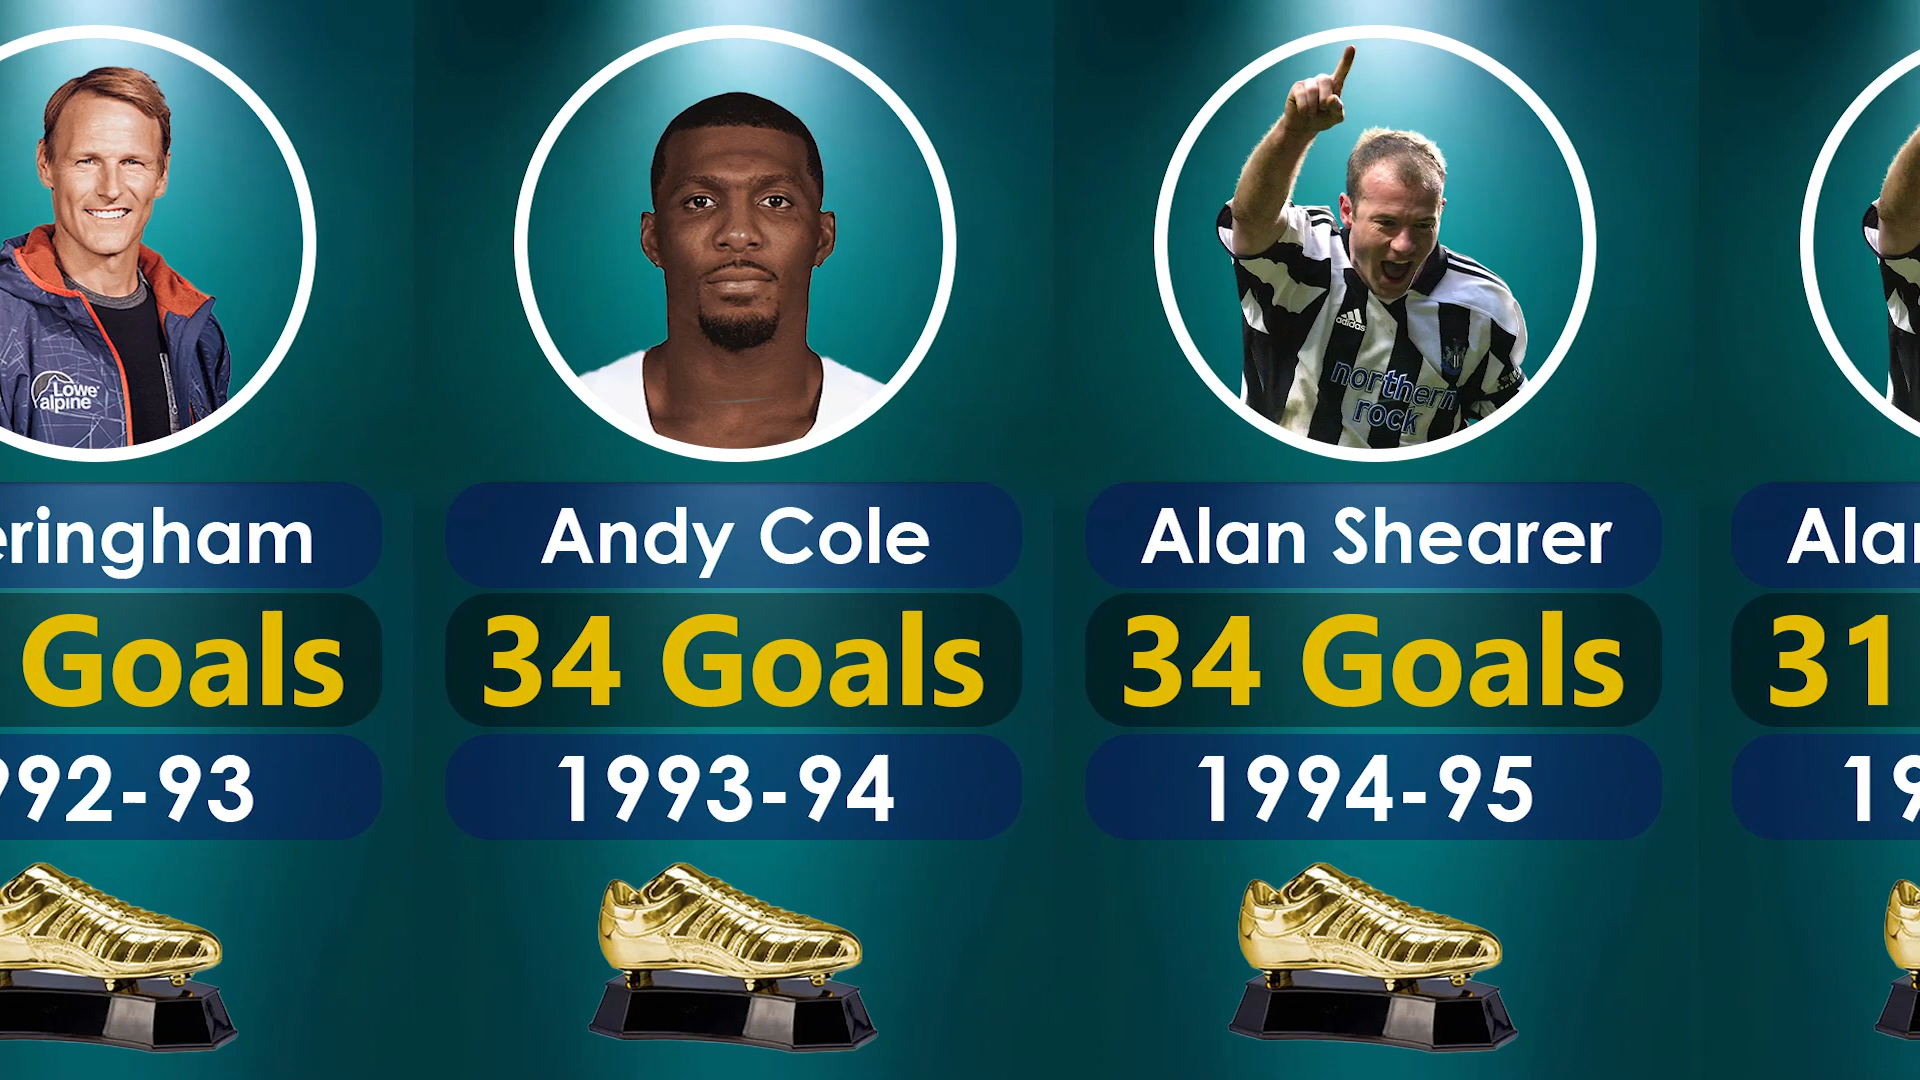 Lowe
alpine
adidas
northern
rock
eringham
Andy Cole
Alan Shearer
Alan
Goals
34 Goals
34 Goals
31
992-93
1993-94
1994-95
19